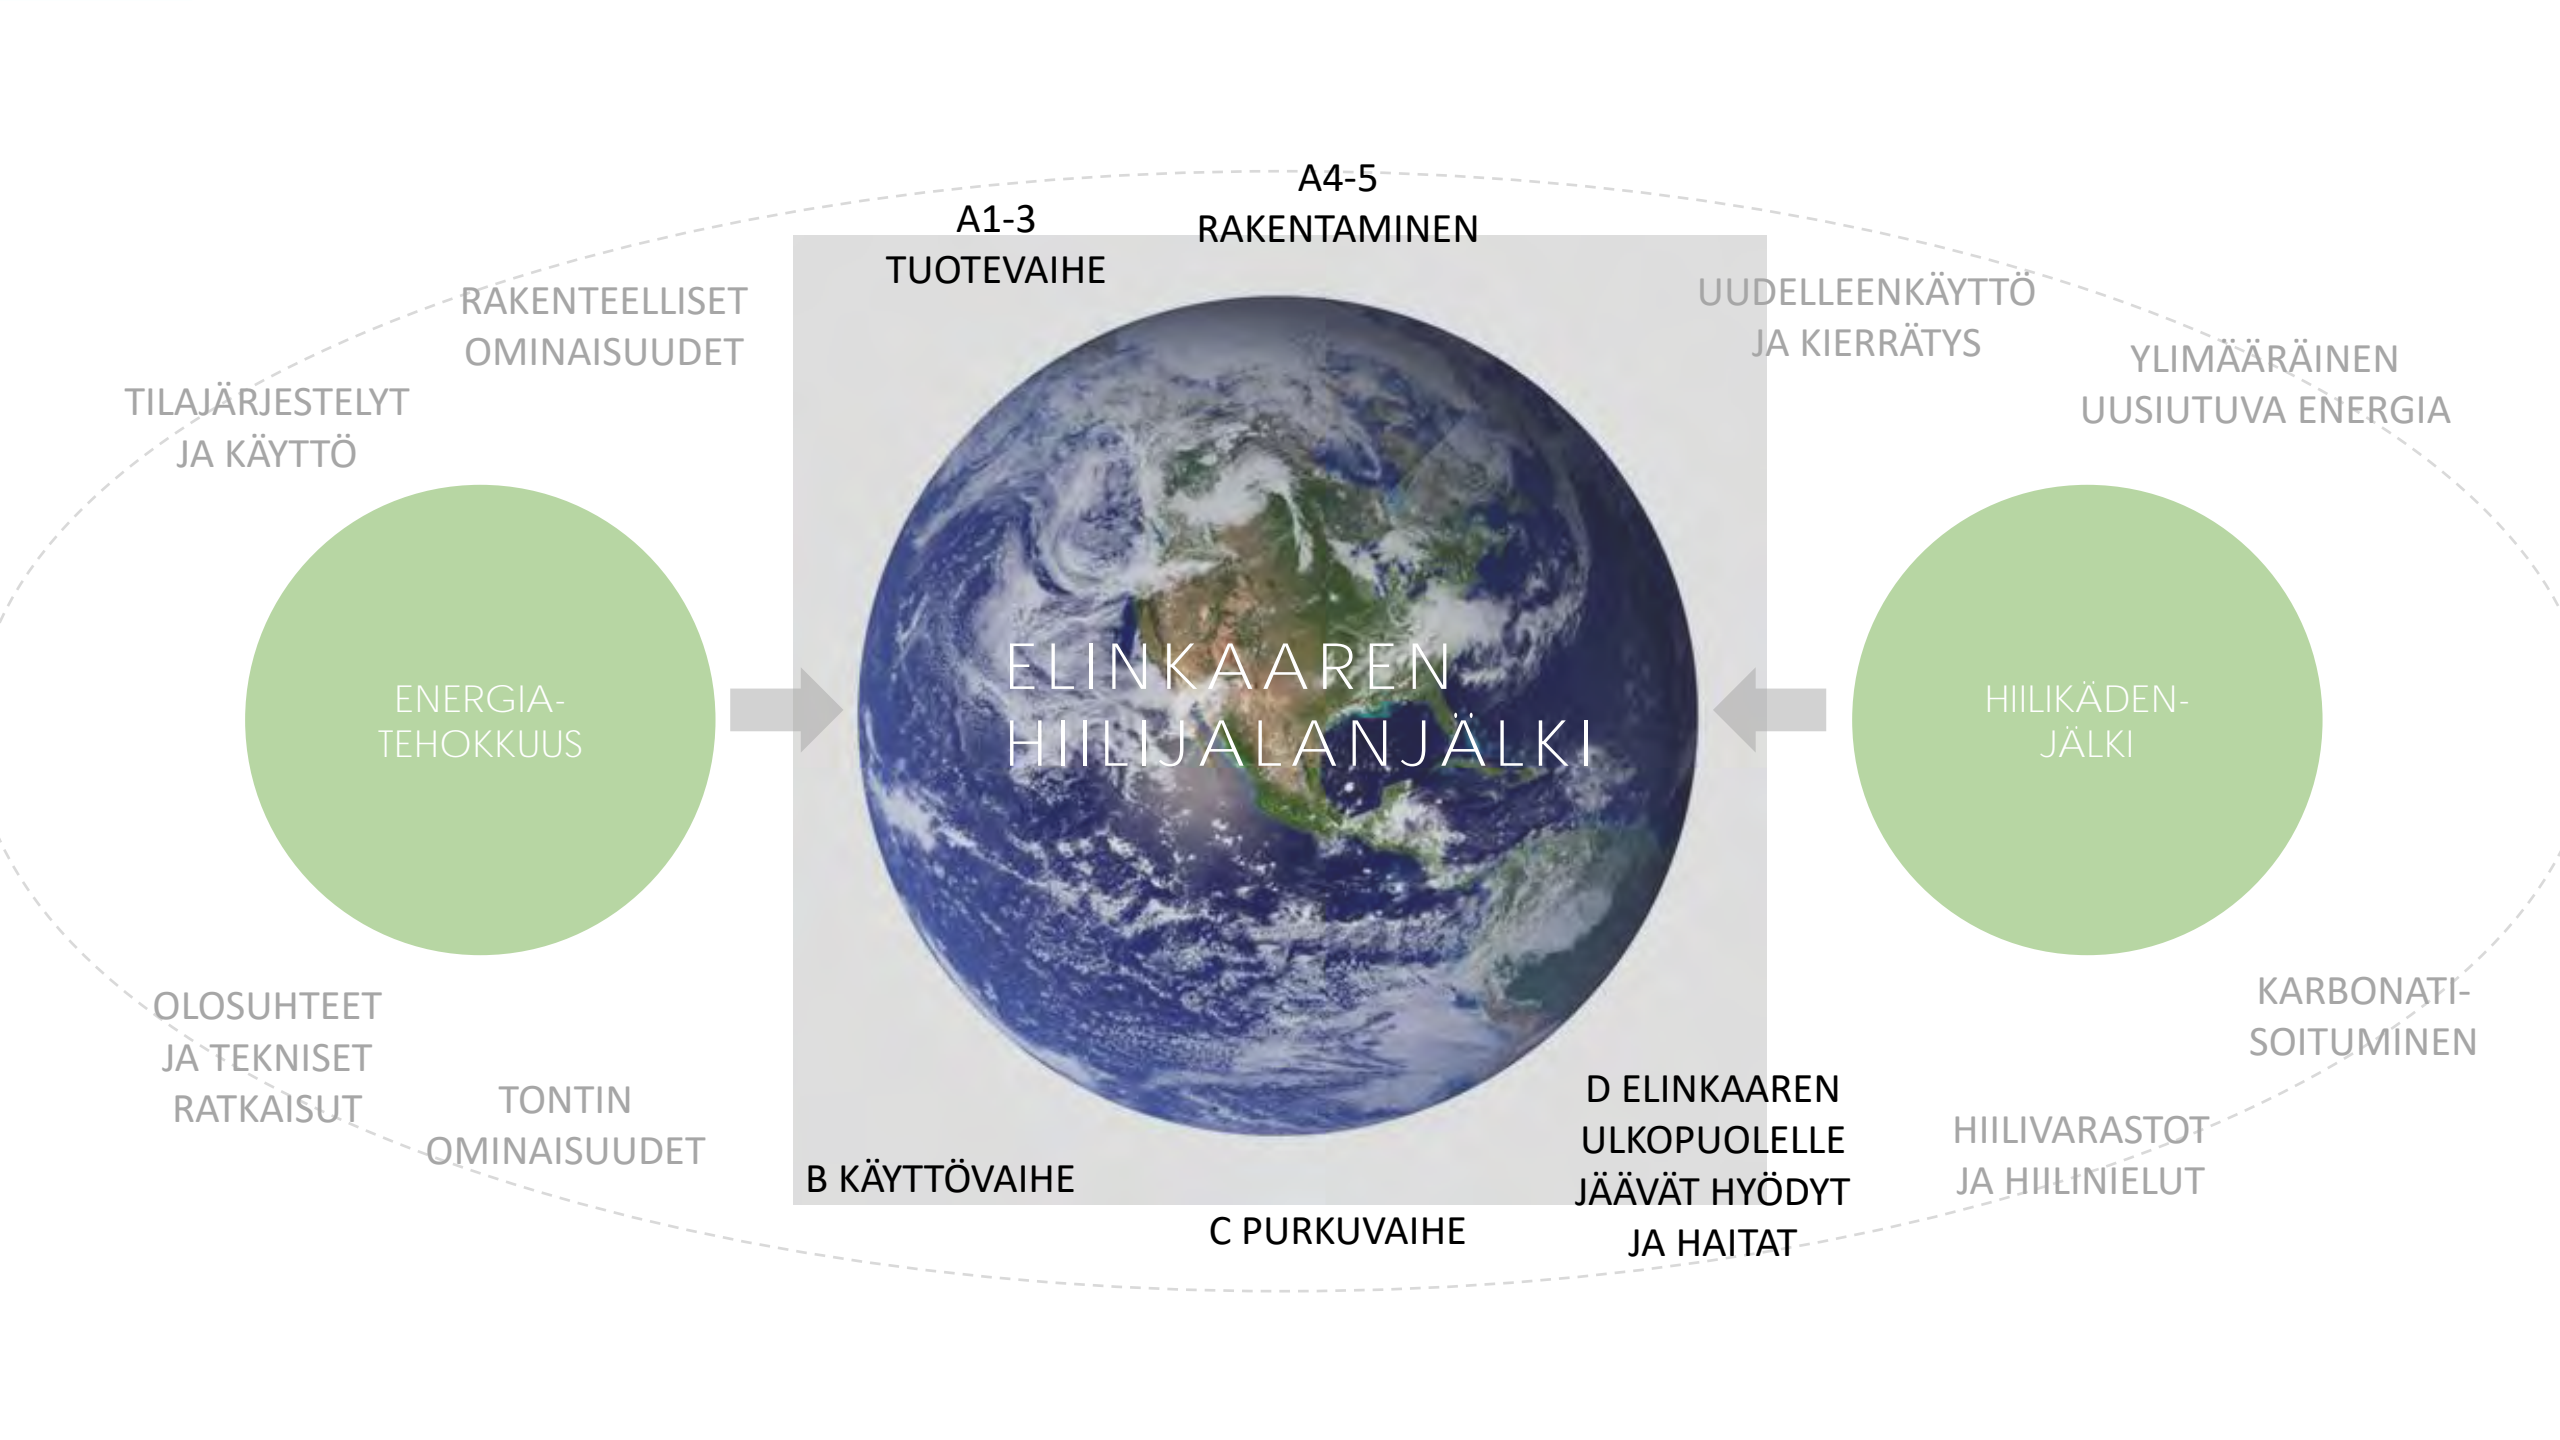 A4-5
RAKENTAMINEN
A1-3
TUOTEVAIHE
RAKENTEELLISET
OMINAISUUDET
TILAJÄRJESTELYT
JA KÄYTTÖ
UUDELLEENKÄYTTÖ
JA KIERRÄTYS
YLIMÄÄRÄINEN
UUSIUTUVA ENERGIA
ENERGIA-
TEHOKKUUS
ELINKAAREN
HIILIJALANJÄLKI
HIILIKÄDEN-
JÄLKI
OLOSUHTEET
JA TEKNISET
RATKAISUT
TONTIN
OMINAISUUDET
B KÄYTTÖVAIHE
C PURKUVAIHE
D ELINKAAREN
ULKOPUOLELLE
JÄÄVÄT HYÖDYT
JA HAITAT
HIILIVARASTOT
JA HIILINIELUT
KARBONATI-
SOITUMINEN